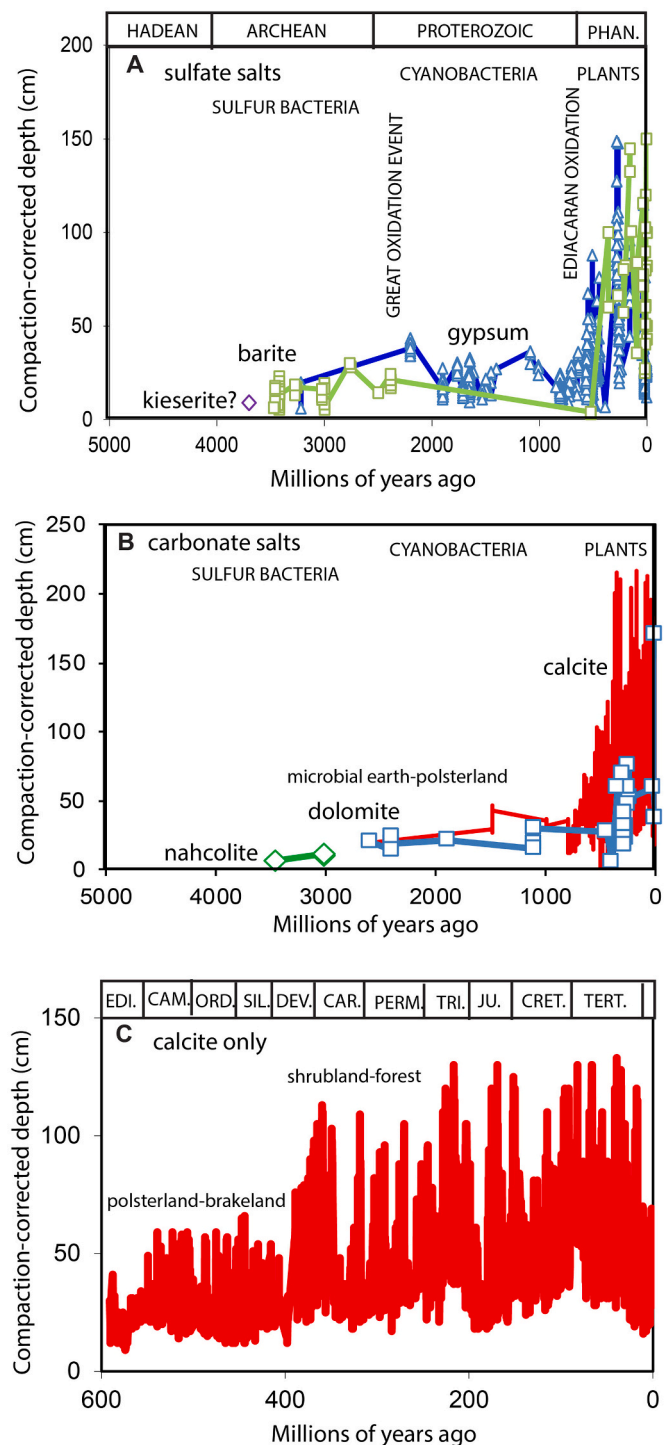 HADEAN ARCHEAN PROTEROZOIC PHAN.
200
A sulfate salts CYANOBACTERIA PLANTS
SULFUR BACTERIA
GREAT OXIDATION EVENT
EDIACARAN OXIDATION
150
100
50
0
Compaction-corrected depth (cm)
barite
gypsum
kieserite?
5000 4000 3000 2000 1000 0
Millions of years ago
250
B carbonate salts
CYANOBACTERIA PLANTS
SULFUR BACTERIA
200
150
100
50
0
Compaction-corrected depth (cm)
calcite
microbial earth-polsterland
dolomite
nahcolite
5000 4000 3000 2000 1000 0
Millions of years ago
EDI. CAM. ORD. SIL. DEV. CAR. PERM. TRI. JU. CRET. TERT.
150
C calcite only
shrubland-forest
100
polsterland-brakeland
50
0
Compaction-corrected depth (cm)
600 400 200 0
Millions of years ago